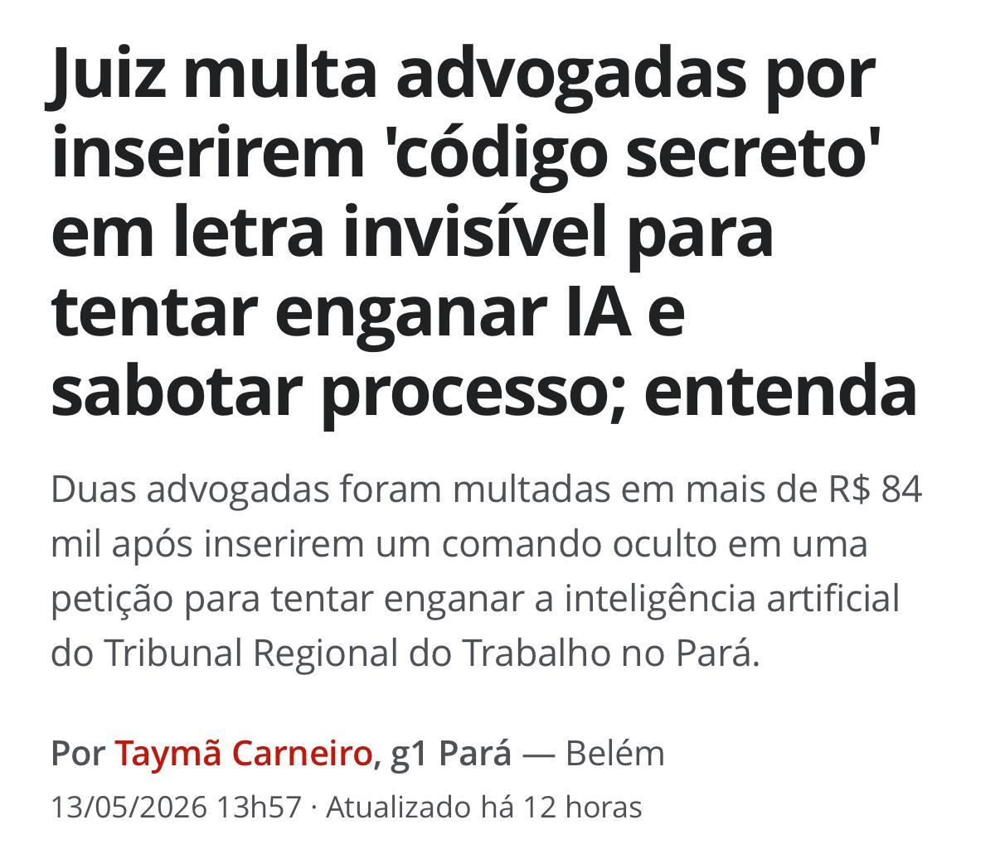 Juiz multa advogadas por
inserirem 'código secreto'
em letra invisível para
tentar enganar IA e
sabotar processo; entenda
Duas advogadas foram multadas em mais de R$ 84
mil após inserirem um comando oculto em uma
petição para tentar enganar a inteligência artificial
do Tribunal Regional do Trabalho no Pará.
Por Taymã Carneiro, g1 Pará — Belém
13/05/2026 13h57 · Atualizado há 12 horas